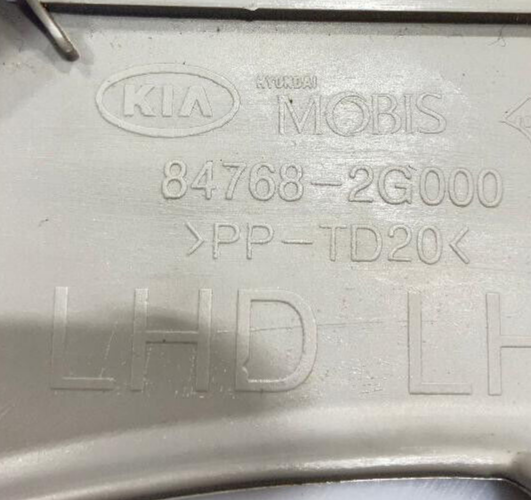 KIA HYUNDAI MOBIS
84768-2G000
>PP-TD20<
LHD LH